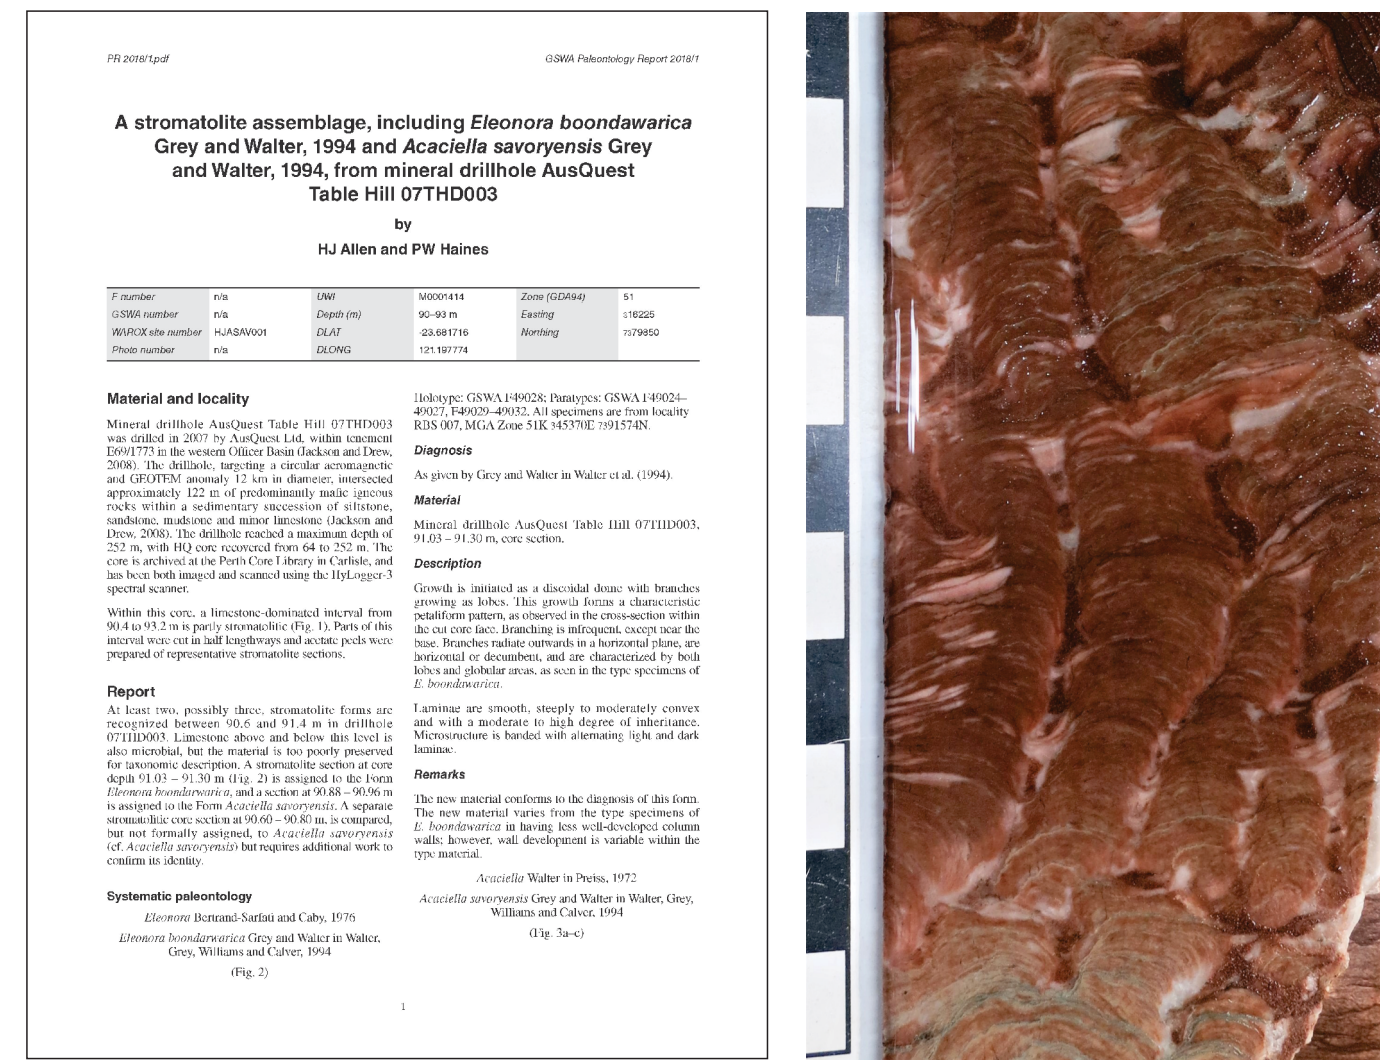 PR 2018/1.pdf
GSWA Paleontology Report 2018/1
A stromatolite assemblage, including Eleonora boondawarica
Grey and Walter, 1994 and Acaciella savoryensis Grey
and Walter, 1994, from mineral drillhole AusQuest
Table Hill 07THD003
by
HJ Allen and PW Haines
F number n/a UWI M0001414 Zone (GDA94) 51
GSWA number n/a Depth (m) 90–93 m Easting 316225
WAROX site number HJASAV001 DLAT -23.681716 Northing 7379850
Photo number n/a DLONG 121.197774
Material and locality
Mineral drillhole AusQuest Table Hill 07THD003
was drilled in 2007 by AusQuest Ltd, within tenement
E69/1773 in the western Officer Basin (Jackson and Drew,
2008). The drillhole, targeting a circular aeromagnetic
and GEOTEM anomaly 12 km in diameter, intersected
approximately 122 m of predominantly mafic igneous
rocks within a sedimentary succession of siltstone,
sandstone, mudstone and minor limestone (Jackson and
Drew, 2008). The drillhole reached a maximum depth of
252 m, with HQ core recovered from 64 to 252 m. The
core is archived at the Perth Core Library in Carlisle, and
has been both imaged and scanned using the HyLogger-3
spectral scanner.
Within this core, a limestone-dominated interval from
90.4 to 93.2 m is partly stromatolitic (Fig. 1). Parts of this
interval were cut in half lengthways and acetate peels were
prepared of representative stromatolite sections.
Report
At least two, possibly three, stromatolite forms are
recognized between 90.6 and 91.4 m in drillhole
07THD003. Limestone above and below this level is
also microbial, but the material is too poorly preserved
for taxonomic description. A stromatolite section at core
depth 91.03 – 91.30 m (Fig. 2) is assigned to the Form
Eleonora boondarwarica, and a section at 90.88 – 90.96 m
is assigned to the Form Acaciella savoryensis. A separate
stromatolitic core section at 90.60 – 90.80 m, is compared,
but not formally assigned, to Acaciella savoryensis
(cf. Acaciella savoryensis) but requires additional work to
confirm its identity.
Systematic paleontology
Eleonora Bertrand-Sarfati and Caby, 1976
Eleonora boondarwarica Grey and Walter in Walter,
Grey, Williams and Calver, 1994
(Fig. 2)
Holotype: GSWA F49028; Paratypes: GSWA F49024–
49027, F49029–49032. All specimens are from locality
RBS 007, MGA Zone 51K 345370E 7391574N.
Diagnosis
As given by Grey and Walter in Walter et al. (1994).
Material
Mineral drillhole AusQuest Table Hill 07THD003,
91.03 – 91.30 m, core section.
Description
Growth is initiated as a discoidal dome with branches
growing as lobes. This growth forms a characteristic
petaliform pattern, as observed in the cross-section within
the cut core face. Branching is infrequent, except near the
base. Branches radiate outwards in a horizontal plane, are
horizontal or decumbent, and are characterized by both
lobes and globular areas, as seen in the type specimens of
E. boondawarica.
Laminae are smooth, steeply to moderately convex
and with a moderate to high degree of inheritance.
Microstructure is banded with alternating light and dark
laminae.
Remarks
The new material conforms to the diagnosis of this form.
The new material varies from the type specimens of
E. boondawarica in having less well-developed column
walls; however, wall development is variable within the
type material.
Acaciella Walter in Preiss, 1972
Acaciella savoryensis Grey and Walter in Walter, Grey,
Williams and Calver, 1994
(Fig. 3a–c)
1